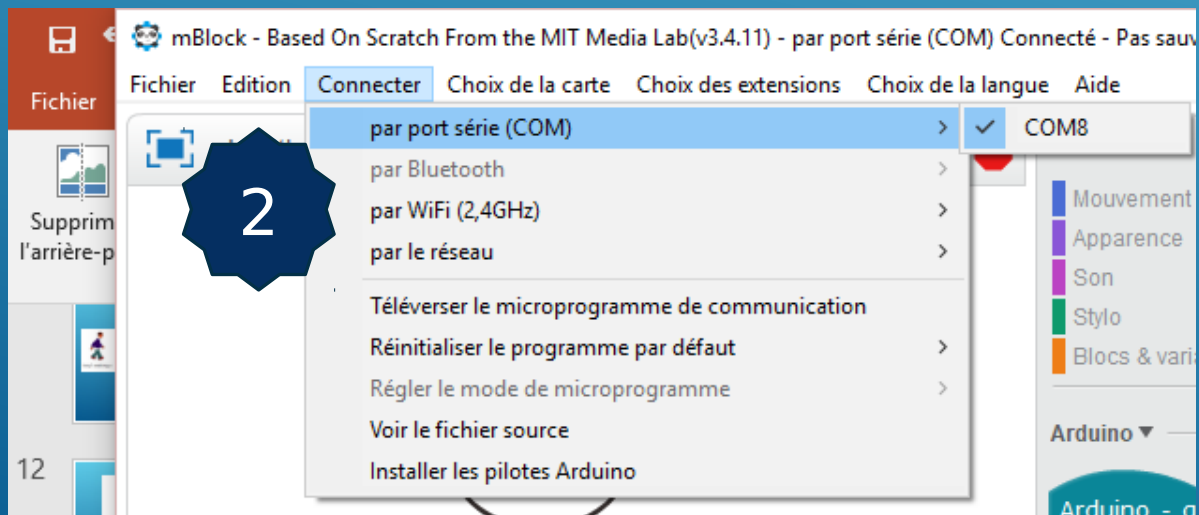 mBlock - Based On Scratch From the MIT Media Lab(v3.4.11) - par port série (COM) Connecté - Pas
Fichier
Fichier Edition Connecter Choix de la carte Choix des extensions Choix de la langue Aide
par port série (COM) > ✓ COM8
par Bluetooth >
par WiFi (2,4GHz) >
par le réseau >
Téléverser le microprogramme de communication
Réinitialiser le programme par défaut >
Régler le mode de microprogramme >
Voir le fichier source
Installer les pilotes Arduino
2
Supprim
l'arrière-p
12
Mouvement
Apparence
Son
Stylo
Blocs & vari
Arduino ▼
Arduino -